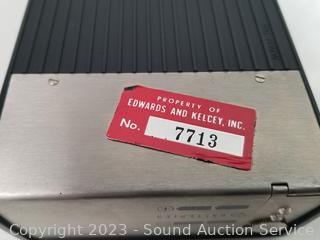 PROPERTY OF
EDWARDS AND KELCEY, INC.
No. 7713
Copyright 2023 - Sound Auction Service